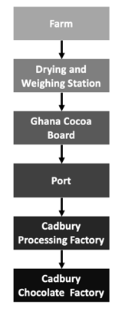 Farm
Drying and
Weighing Station
Ghana Cocoa
Board
Port
Cadbury
Processing Factory
Cadbury
Chocolate Factory